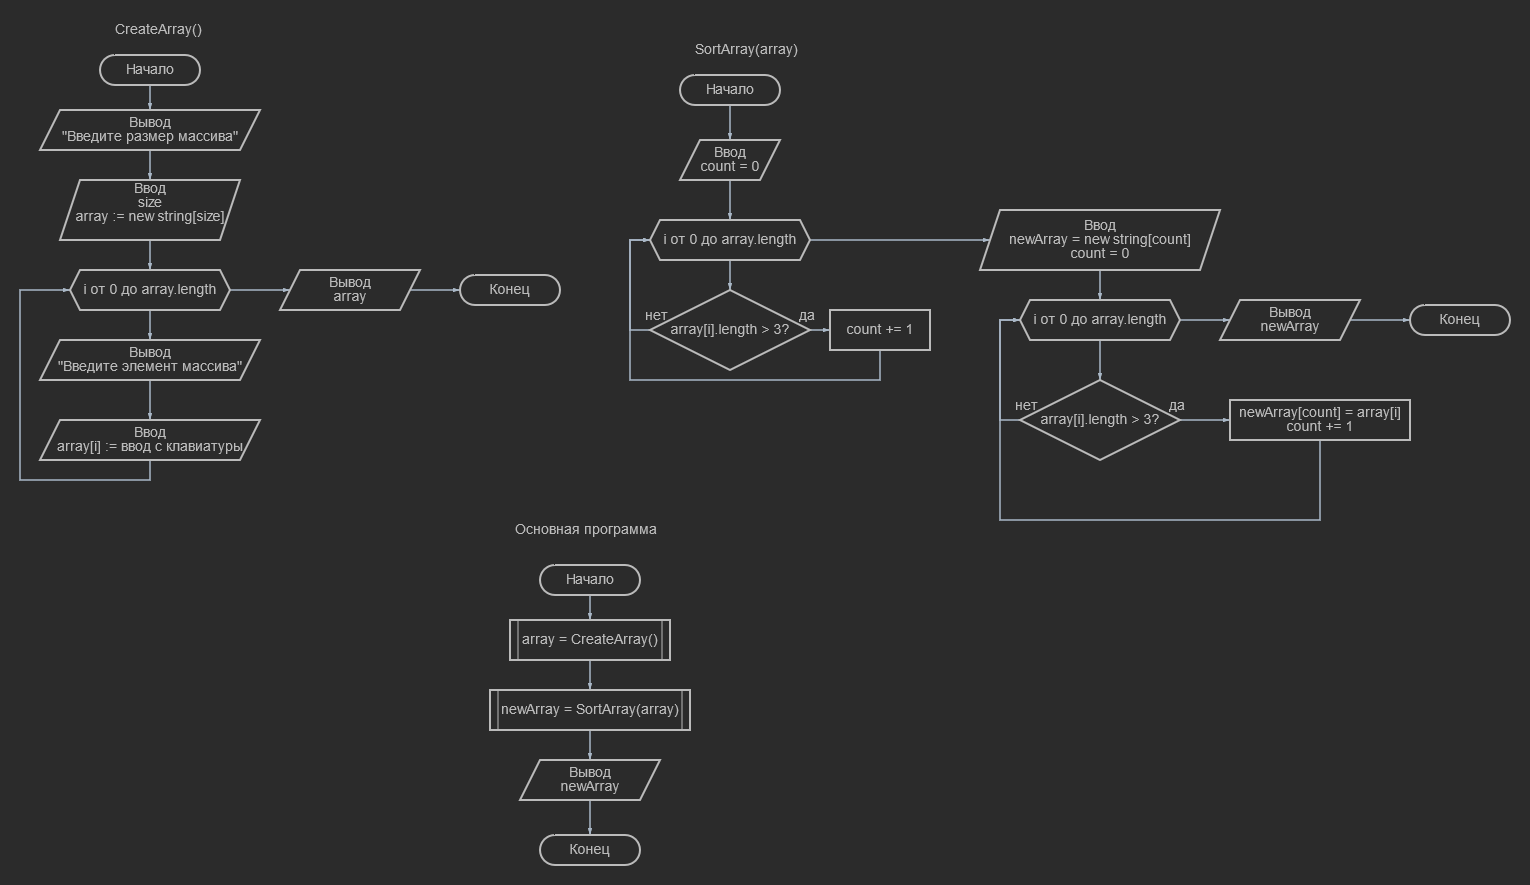 CreateArray()
Начало
Вывод
"Введите размер массива"
Ввод
size
array := new string[size]
i от 0 до array.length
Вывод
array
Конец
Вывод
"Введите элемент массива"
Ввод
array[i] := ввод с клавиатуры
SortArray(array)
Начало
Ввод
count = 0
i от 0 до array.length
нет
array[i].length > 3?
да
count += 1
Ввод
newArray = new string[count]
count = 0
i от 0 до array.length
Вывод
newArray
Конец
нет
array[i].length > 3?
да
newArray[count] = array[i]
count += 1
Основная программа
Начало
array = CreateArray()
newArray = SortArray(array)
Вывод
newArray
Конец